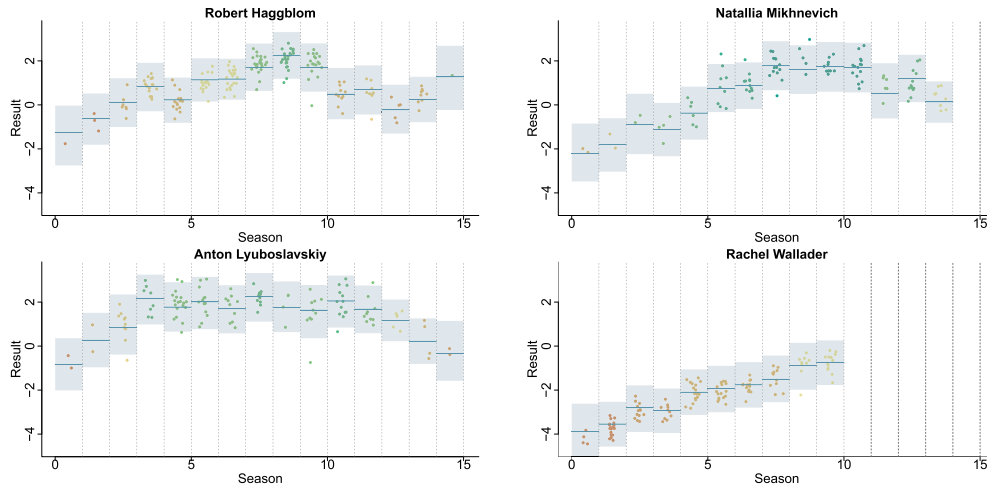 Robert Haggblom
Result
2
0
−2
−4
0 5 10 15
Season
Natallia Mikhnevich
Result
2
0
−2
−4
0 5 10 15
Season
Anton Lyuboslavskiy
Result
2
0
−2
−4
0 5 10 15
Season
Rachel Wallader
Result
2
0
−2
−4
0 5 10 15
Season